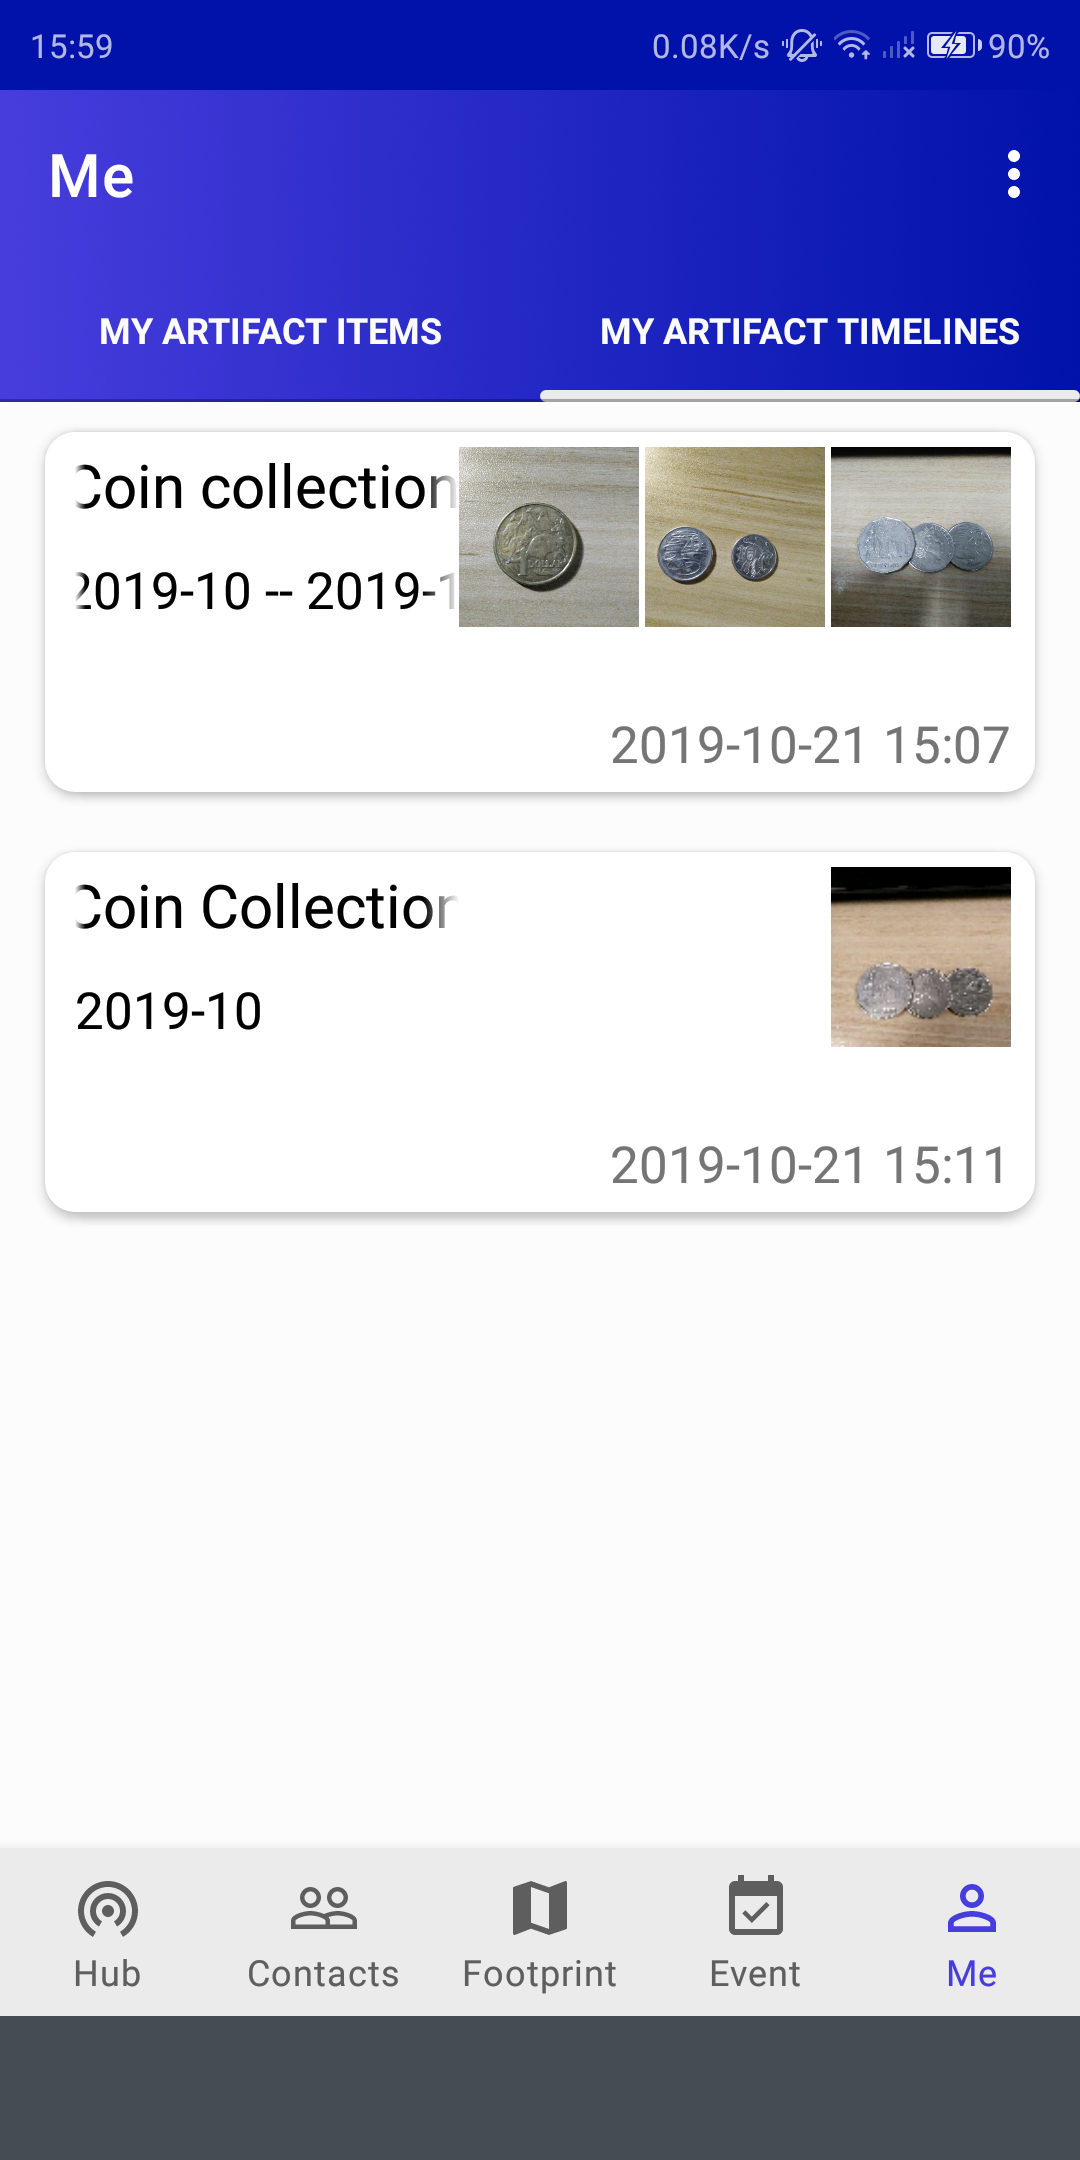 15:59 0.08K/s 90%
Me
MY ARTIFACT ITEMS MY ARTIFACT TIMELINES
Coin collection
2019-10 -- 2019-1
2019-10-21 15:07
Coin Collection
2019-10
2019-10-21 15:11
Hub Contacts Footprint Event Me